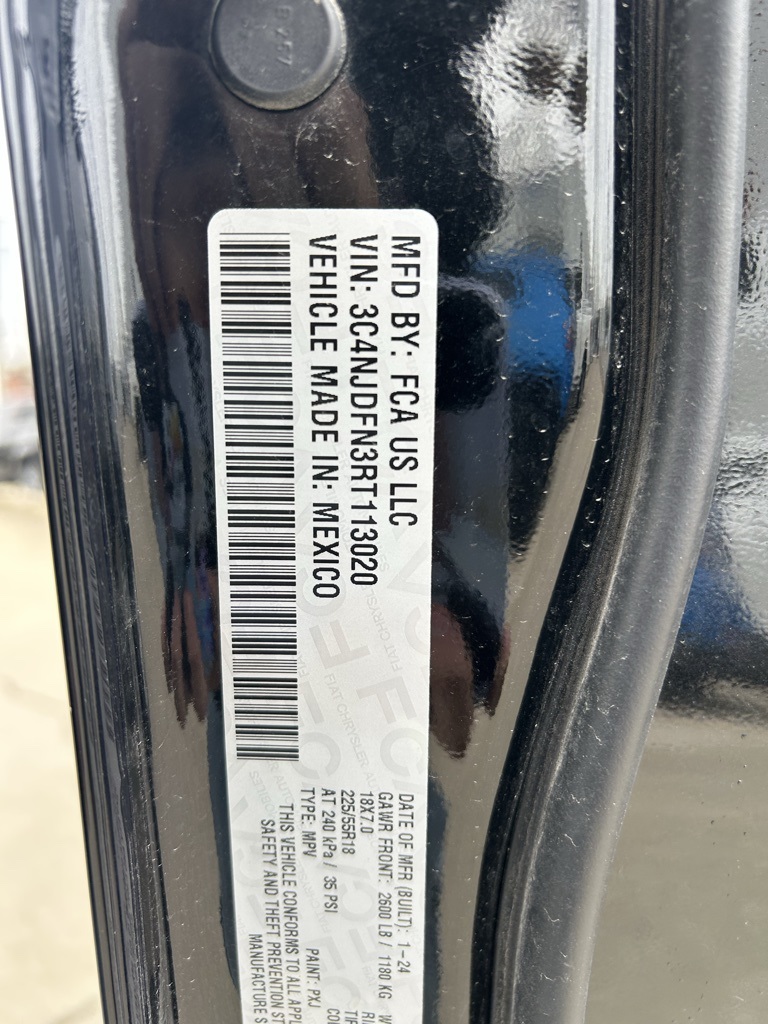 B 257
MFD BY: FCA US LLC
VIN: 3C4NJDFN3RT113020
VEHICLE MADE IN: MEXICO
DATE OF MFR (BUILT): 1-24
GAWR FRONT: 2600 LB / 1180 KG
18X7.0
225/55R18
AT 240 kPa / 35 PSI
TYPE: MPV PAINT: PXJ
THIS VEHICLE CONFORMS TO ALL
SAFETY AND THEFT PREVENTION
MANUFACTURE